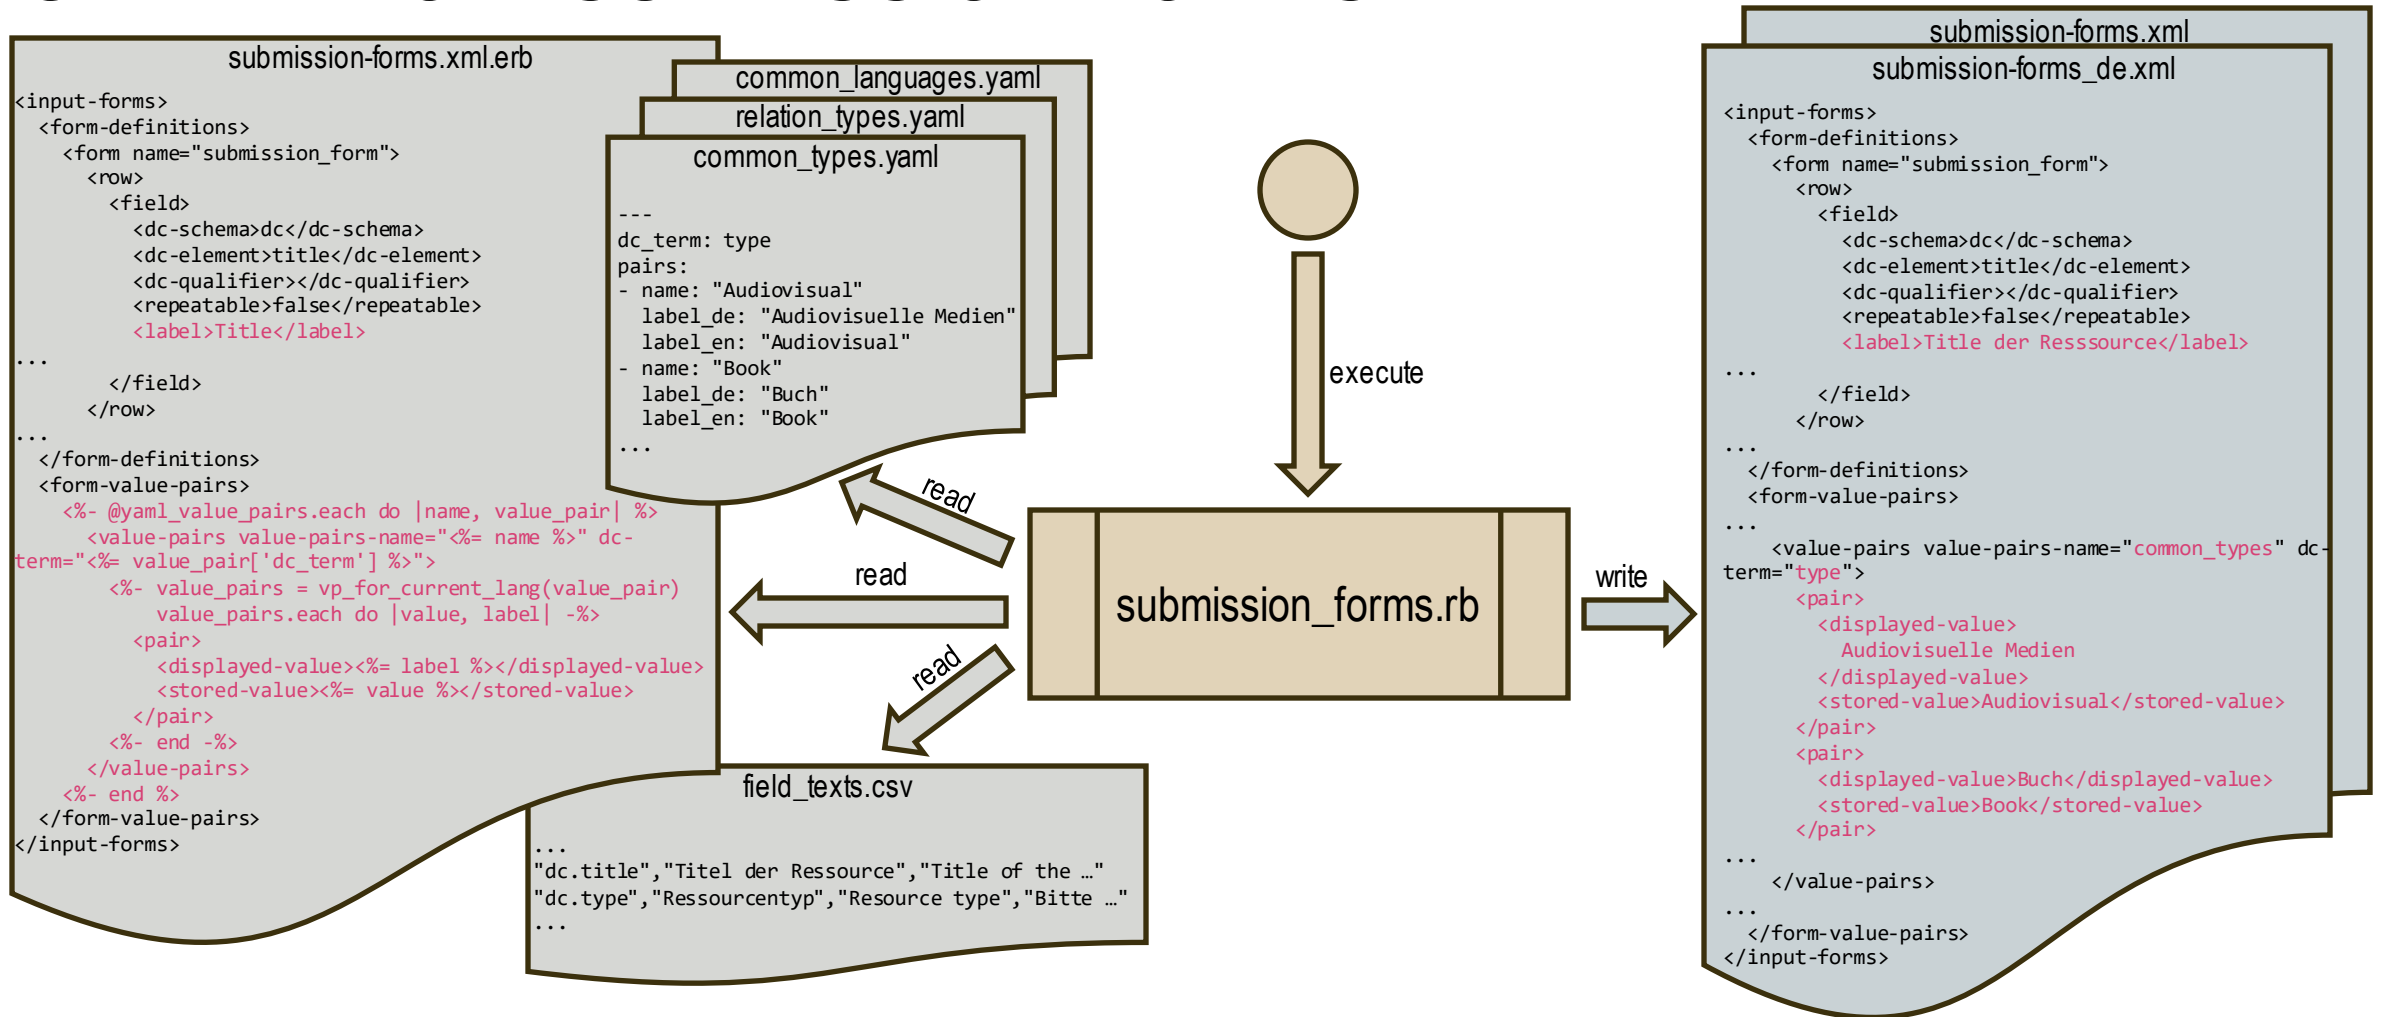 submission-forms.xml.erb
<input-forms>
<form-definitions>
<form name="submission_form">
<row>
<field>
<dc-schema>dc</dc-schema>
<dc-element>title</dc-element>
<dc-qualifier></dc-qualifier>
<repeatable>false</repeatable>
<label>Title</label>
...
</field>
</row>
...
</form-definitions>
<form-value-pairs>
<%- @yaml_value_pairs.each do |name, value_pair| %>
<value-pairs value-pairs-name="<%= name %>" dc-
term="<%= value_pair['dc_term'] %>">
<%- value_pairs = vp_for_current_lang(value_pair)
value_pairs.each do |value, label| -%>
<pair>
<displayed-value><%= label %></displayed-value>
<stored-value><%= value %></stored-value>
</pair>
<%- end -%>
</value-pairs>
<%- end %>
</form-value-pairs>
</input-forms>
common_languages.yaml
relation_types.yaml
common_types.yaml
---
dc_term: type
pairs:
- name: "Audiovisual"
label_de: "Audiovisuelle Medien"
label_en: "Audiovisual"
- name: "Book"
label_de: "Buch"
label_en: "Book"
...
read
read
read
field_texts.csv
...
"dc.title","Titel der Ressource","Title of the …"
"dc.type","Ressourcentyp","Resource type","Bitte …"
...
execute
submission_forms.rb
write
submission-forms.xml
submission-forms_de.xml
<input-forms>
<form-definitions>
<form name="submission_form">
<row>
<field>
<dc-schema>dc</dc-schema>
<dc-element>title</dc-element>
<dc-qualifier></dc-qualifier>
<repeatable>false</repeatable>
<label>Title der Resssource</label>
...
</field>
</row>
...
</form-definitions>
<form-value-pairs>
...
<value-pairs value-pairs-name="common_types" dc-
term="type">
<pair>
<displayed-value>
Audiovisuelle Medien
</displayed-value>
<stored-value>Audiovisual</stored-value>
</pair>
<pair>
<displayed-value>Buch</displayed-value>
<stored-value>Book</stored-value>
</pair>
...
</value-pairs>
...
</form-value-pairs>
</input-forms>